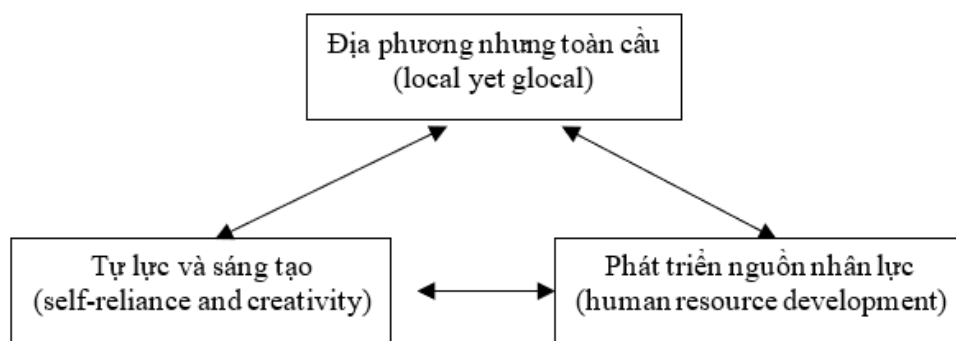 Địa phương nhưng toàn cầu
(local yet glocal)
Tự lực và sáng tạo
(self-reliance and creativity)
Phát triển nguồn nhân lực
(human resource development)